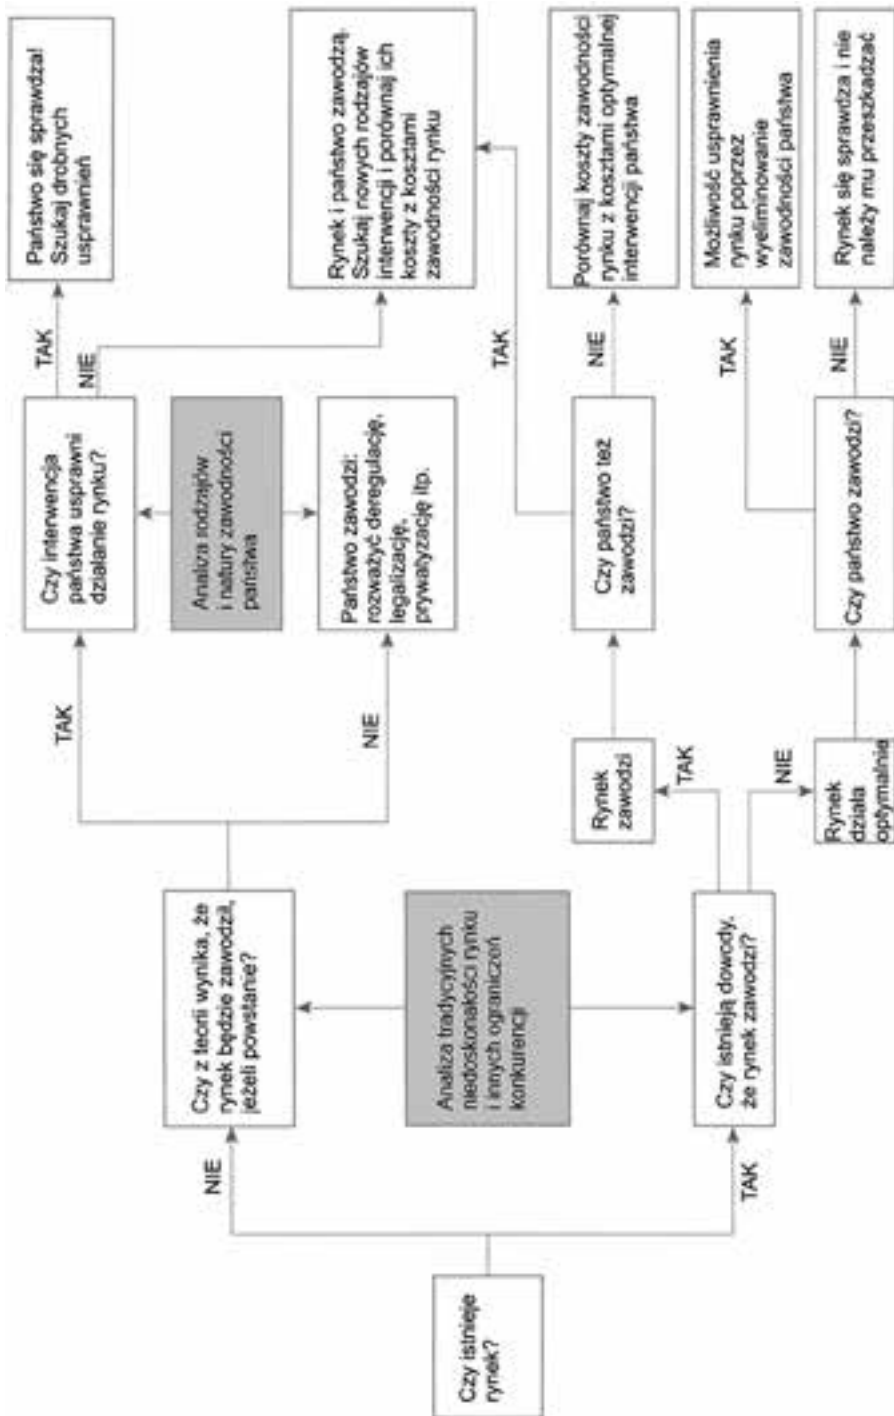 Czy istnieje
rynek?
NIE
TAK
Czy z teorii wynika, że
rynek będzie zawodził,
jeżeli powstanie?
Analiza tradycyjnych
niedoskonałości rynku
i innych ograniczeń
konkurencji
Czy istnieją dowody,
że rynek zawodzi?
TAK
NIE
TAK
NIE
Rynek
zawodzi
Rynek
działa
optymalnie
Czy interwencja
państwa usprawni
działanie rynku?
Analiza rodzajów
i natury zawodności
państwa
Państwo zawodzi:
rozważyć deregulację,
legalizację,
prywatyzację itp.
Czy państwo też
zawodzi?
Czy państwo zawodzi?
TAK
NIE
TAK
NIE
TAK
NIE
Państwo się sprawdza!
Szukaj drobnych
usprawnień
Rynek i państwo zawodzą.
Szukaj nowych rodzajów
interwencji i porównaj ich
koszty z kosztami
zawodności rynku
Porównaj koszty zawodności
rynku z kosztami optymalnej
interwencji państwa
Możliwość usprawnienia
rynku poprzez
wyeliminowanie
zawodności państwa
Rynek się sprawdza i nie
należy mu przeszkadzać